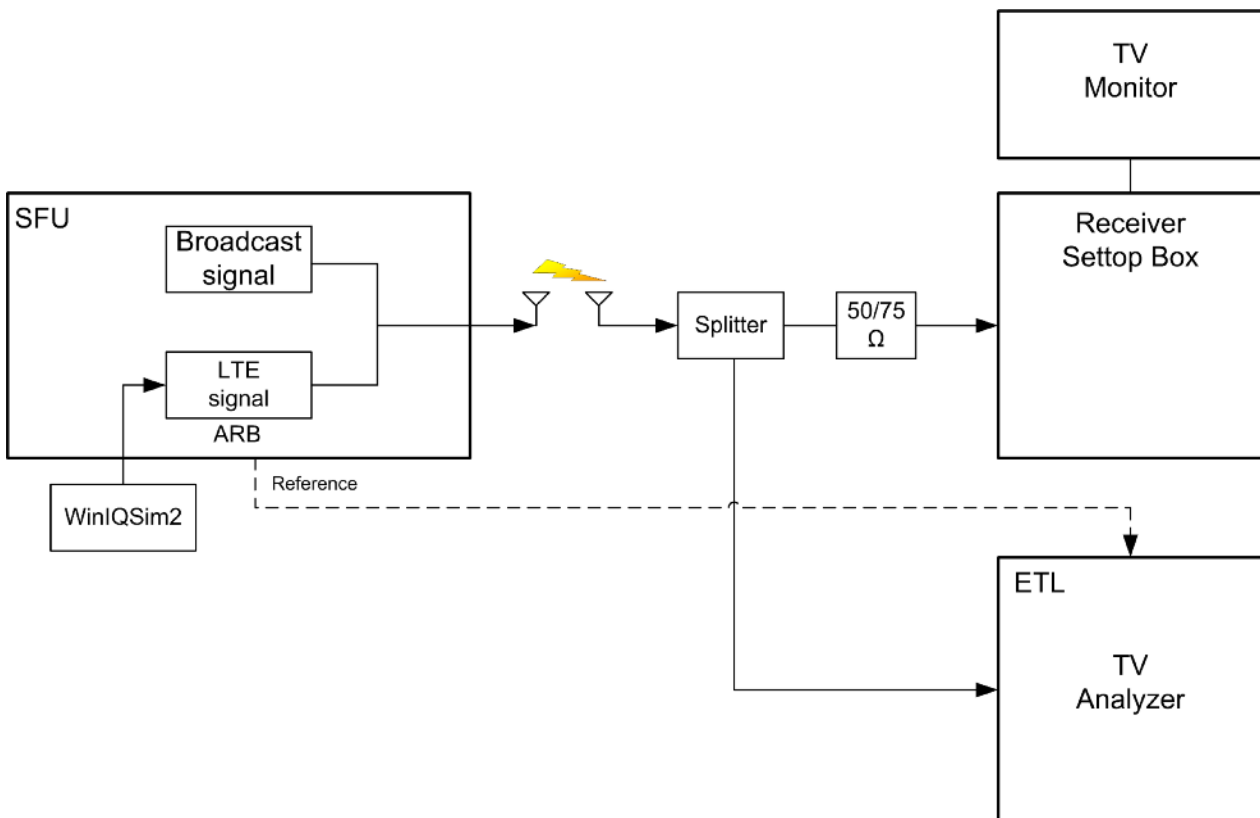 TV
Monitor
SFU
Broadcast
signal
Receiver
Settop Box
Splitter
50/75
Ω
LTE
signal
ARB
Reference
WinIQSim2
ETL
TV
Analyzer